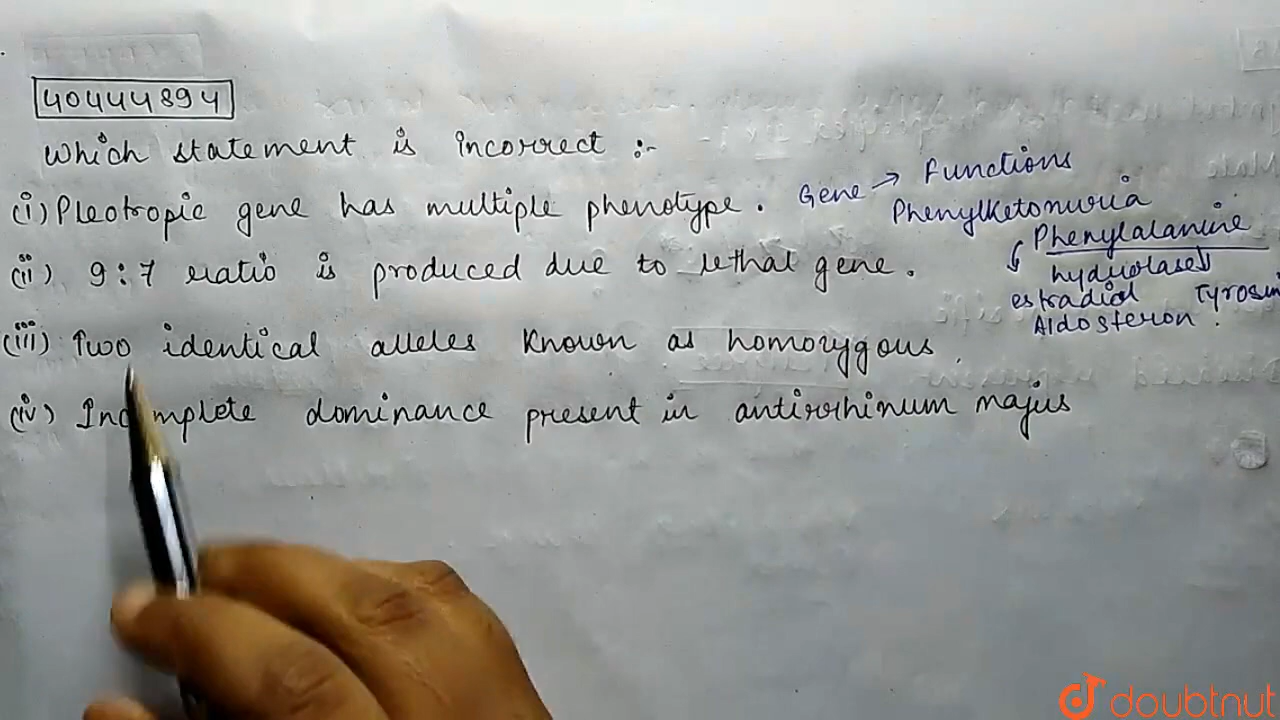 40444894
Which statement is incorrect :-
(i) Pleotropic gene has multiple phenotype.
Gene → Functions
Phenylketonuria
Phenylalanine
hydrolases
estradiol Tyrosin
Aldosteron.
(ii) 9:7 ratio is produced due to lethal gene.
(iii) Two identical alleles known as homozygous.
(iv) Incomplete dominance present in antirrhinum majus
doubtnut